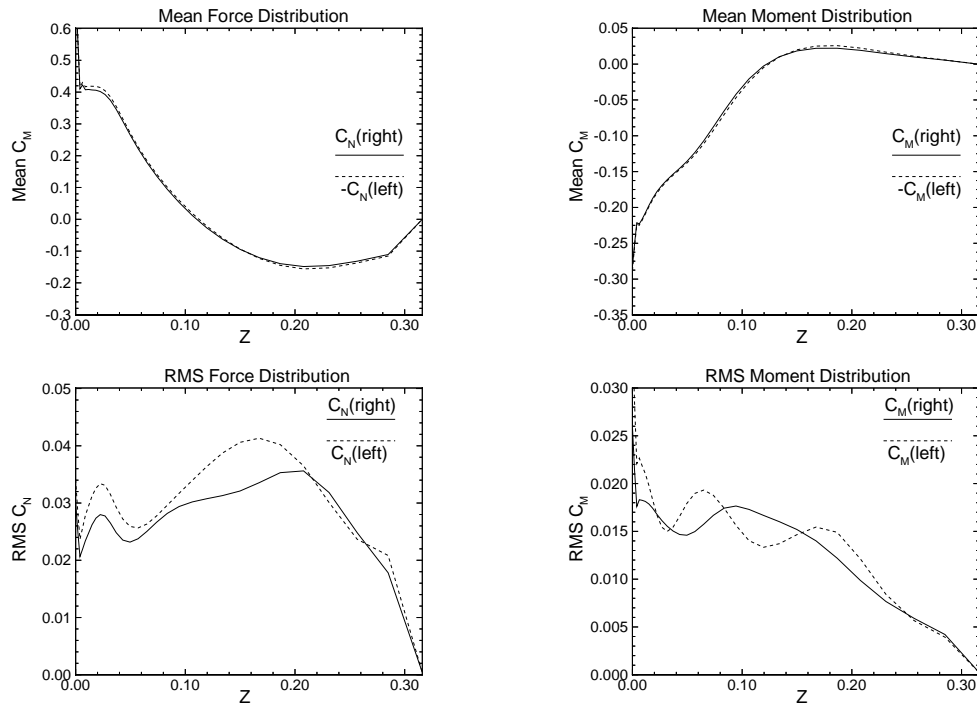 Mean Force Distribution
0.6
0.5
0.4
0.3
0.2
0.1
0.0
-0.1
-0.2
-0.3
Mean C_M
C_N(right)
-C_N(left)
0.00
0.10
0.20
0.30
Z
Mean Moment Distribution
0.00
-0.05
-0.10
-0.15
-0.20
-0.25
-0.30
-0.35
Mean C_M
C_M(right)
-C_M(left)
0.00
0.10
0.20
0.30
Z
RMS Force Distribution
0.05
0.04
0.03
0.02
0.01
0.00
RMS C_N
C_N(right)
C_N(left)
0.00
0.10
0.20
0.30
Z
RMS Moment Distribution
0.030
0.025
0.020
0.015
0.010
0.005
0.000
RMS C_M
C_M(right)
C_M(left)
0.00
0.10
0.20
0.30
Z